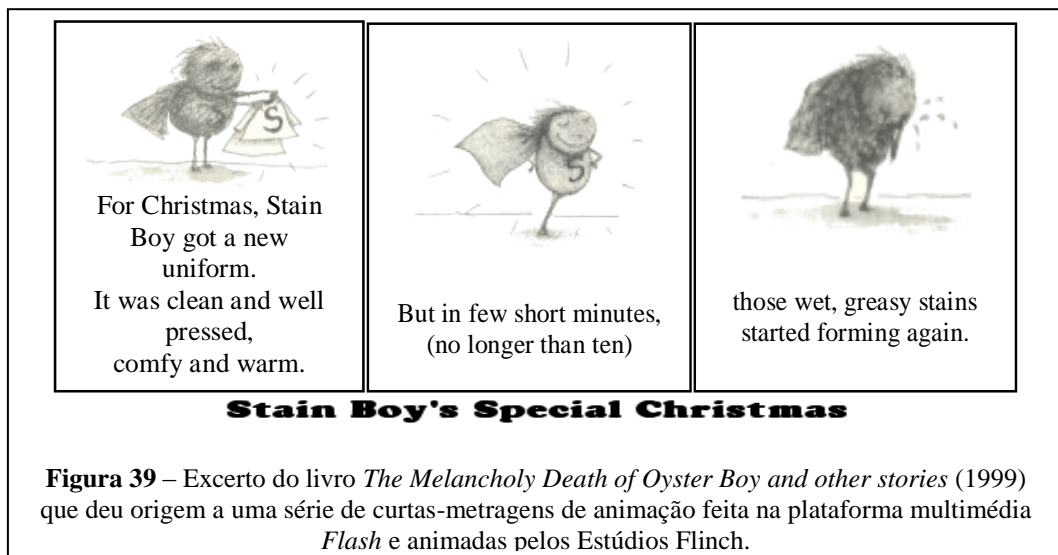 S
For Christmas, Stain
Boy got a new
uniform.
It was clean and well
pressed,
comfy and warm.
S
But in few short minutes,
(no longer than ten)
those wet, greasy stains
started forming again.
Stain Boy's Special Christmas
Figura 39 – Excerto do livro The Melancholy Death of Oyster Boy and other stories (1999)
que deu origem a uma série de curtas-metragens de animação feita na plataforma multimédia
Flash e animadas pelos Estúdios Flinch.